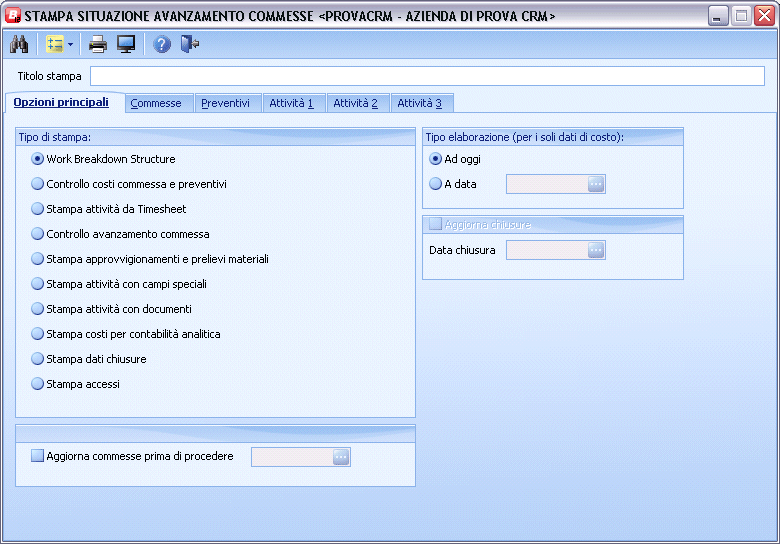 STAMPA SITUAZIONE AVANZAMENTO COMMESSE <PROVACRM - AZIENDA DI PROVA CRM>
Titolo stampa
Opzioni principali Commesse Preventivi Attività 1 Attività 2 Attività 3
Tipo di stampa:
Work Breakdown Structure
Controllo costi commessa e preventivi
Stampa attività da Timesheet
Controllo avanzamento commessa
Stampa approvvigionamenti e prelievi materiali
Stampa attività con campi speciali
Stampa attività con documenti
Stampa costi per contabilità analitica
Stampa dati chiusure
Stampa accessi
Aggiorna commesse prima di procedere
Tipo elaborazione (per i soli dati di costo):
Ad oggi
A data
Aggiorna chiusure
Data chiusura